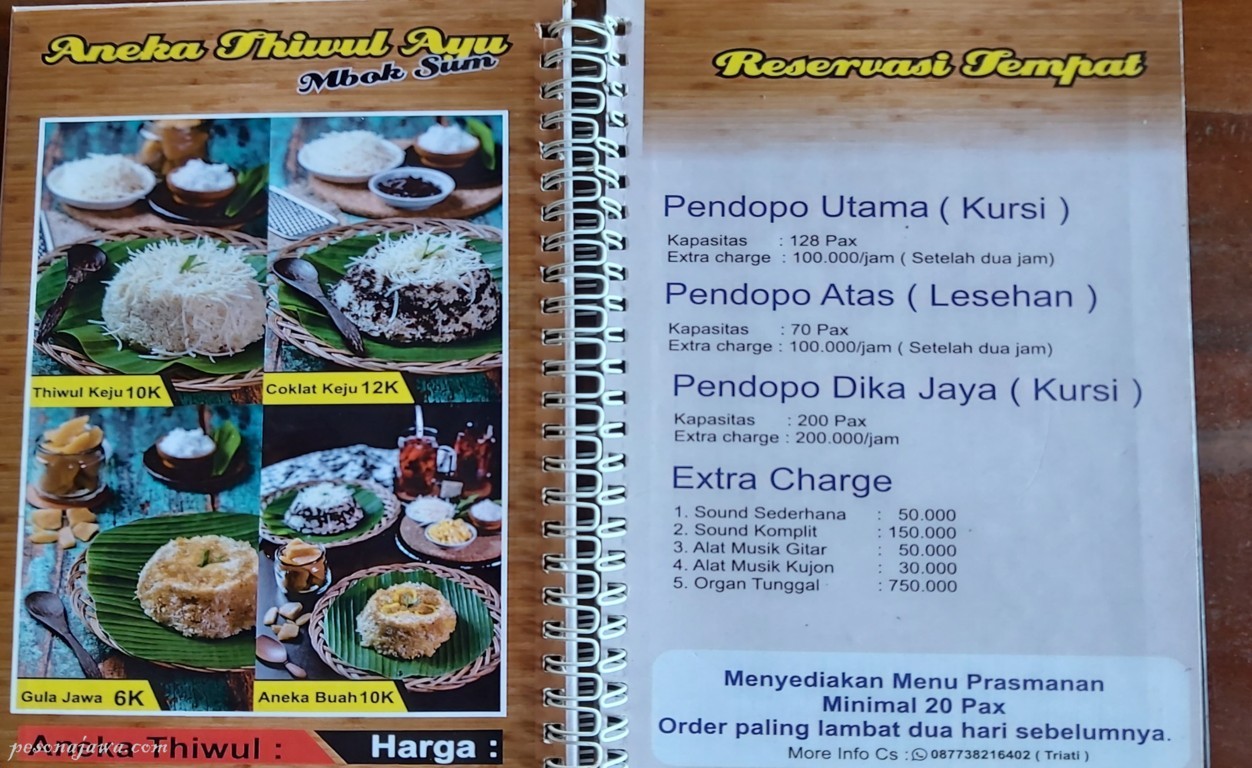 Aneka Thiwul Ayu
Mbok Sum
Thiwul Keju 10K
Coklat Keju 12K
Gula Jawa 6K
Aneka Buah 10K
Aneka Thiwul : Harga :
pesonajawa.com
Reservasi Tempat
Pendopo Utama ( Kursi )
Kapasitas : 128 Pax
Extra charge : 100.000/jam ( Setelah dua jam)
Pendopo Atas ( Lesehan )
Kapasitas : 70 Pax
Extra charge : 100.000/jam ( Setelah dua jam)
Pendopo Dika Jaya ( Kursi )
Kapasitas : 200 Pax
Extra charge : 200.000/jam
Extra Charge
1. Sound Sederhana : 50.000
2. Sound Komplit : 150.000
3. Alat Musik Gitar : 50.000
4. Alat Musik Kujon : 30.000
5. Organ Tunggal : 750.000
Menyediakan Menu Prasmanan
Minimal 20 Pax
Order paling lambat dua hari sebelumnya.
More Info Cs : 087738216402 ( Triati )